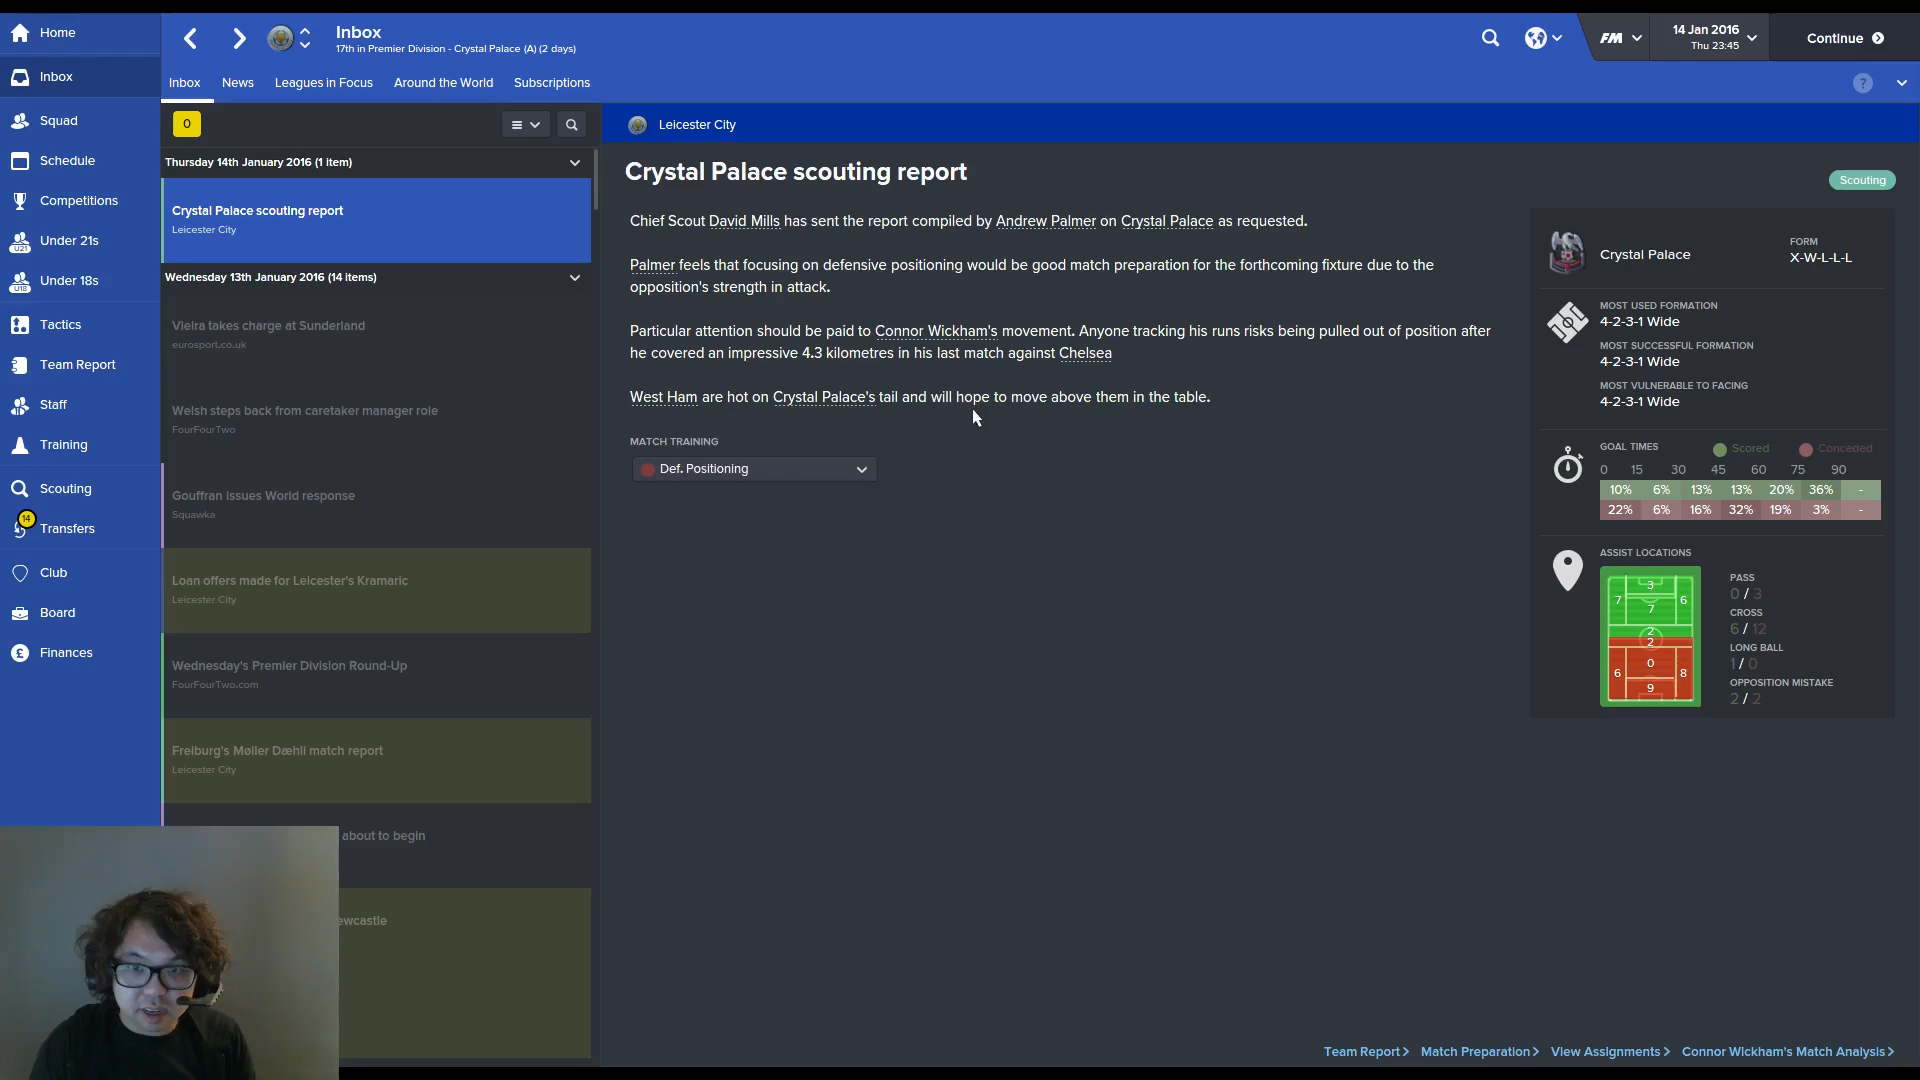 Home
Inbox
Squad
Schedule
Competitions
Under 21s
Under 18s
Tactics
Team Report
Staff
Training
Scouting
14
Transfers
Club
Board
Finances
Inbox
17th in Premier Division - Crystal Palace (A) (2 days)
FM
14 Jan 2016
Thu 23:45
Continue
Inbox
News
Leagues in Focus
Around the World
Subscriptions
?
0
Thursday 14th January 2016 (1 item)
Crystal Palace scouting report
Leicester City
Wednesday 13th January 2016 (14 items)
Vieira takes charge at Sunderland
eurosport.co.uk
Welsh steps back from caretaker manager role
FourFourTwo
Gouffran issues World response
Squawka
Loan offers made for Leicester's Kramaric
Leicester City
Wednesday's Premier Division Round-Up
FourFourTwo.com
Freiburg's Møller Dæhli match report
Leicester City
about to begin
ewcastle
Leicester City
Crystal Palace scouting report
Scouting
Chief Scout David Mills has sent the report compiled by Andrew Palmer on Crystal Palace as requested.
Palmer feels that focusing on defensive positioning would be good match preparation for the forthcoming fixture due to the
opposition's strength in attack.
Particular attention should be paid to Connor Wickham's movement. Anyone tracking his runs risks being pulled out of position after
he covered an impressive 4.3 kilometres in his last match against Chelsea
West Ham are hot on Crystal Palace's tail and will hope to move above them in the table.
MATCH TRAINING
Def. Positioning
Crystal Palace
FORM
X-W-L-L-L
MOST USED FORMATION
4-2-3-1 Wide
MOST SUCCESSFUL FORMATION
4-2-3-1 Wide
MOST VULNERABLE TO FACING
4-2-3-1 Wide
GOAL TIMES
Scored
Conceded
0 15 30 45 60 75 90
10% 6% 13% 13% 20% 36% -
22% 6% 16% 32% 19% 3% -
ASSIST LOCATIONS
3
7 6
7
2
2
0
6 8
9
PASS
0 / 3
CROSS
6 / 12
LONG BALL
1 / 0
OPPOSITION MISTAKE
2 / 2
Team Report
Match Preparation
View Assignments
Connor Wickham's Match Analysis